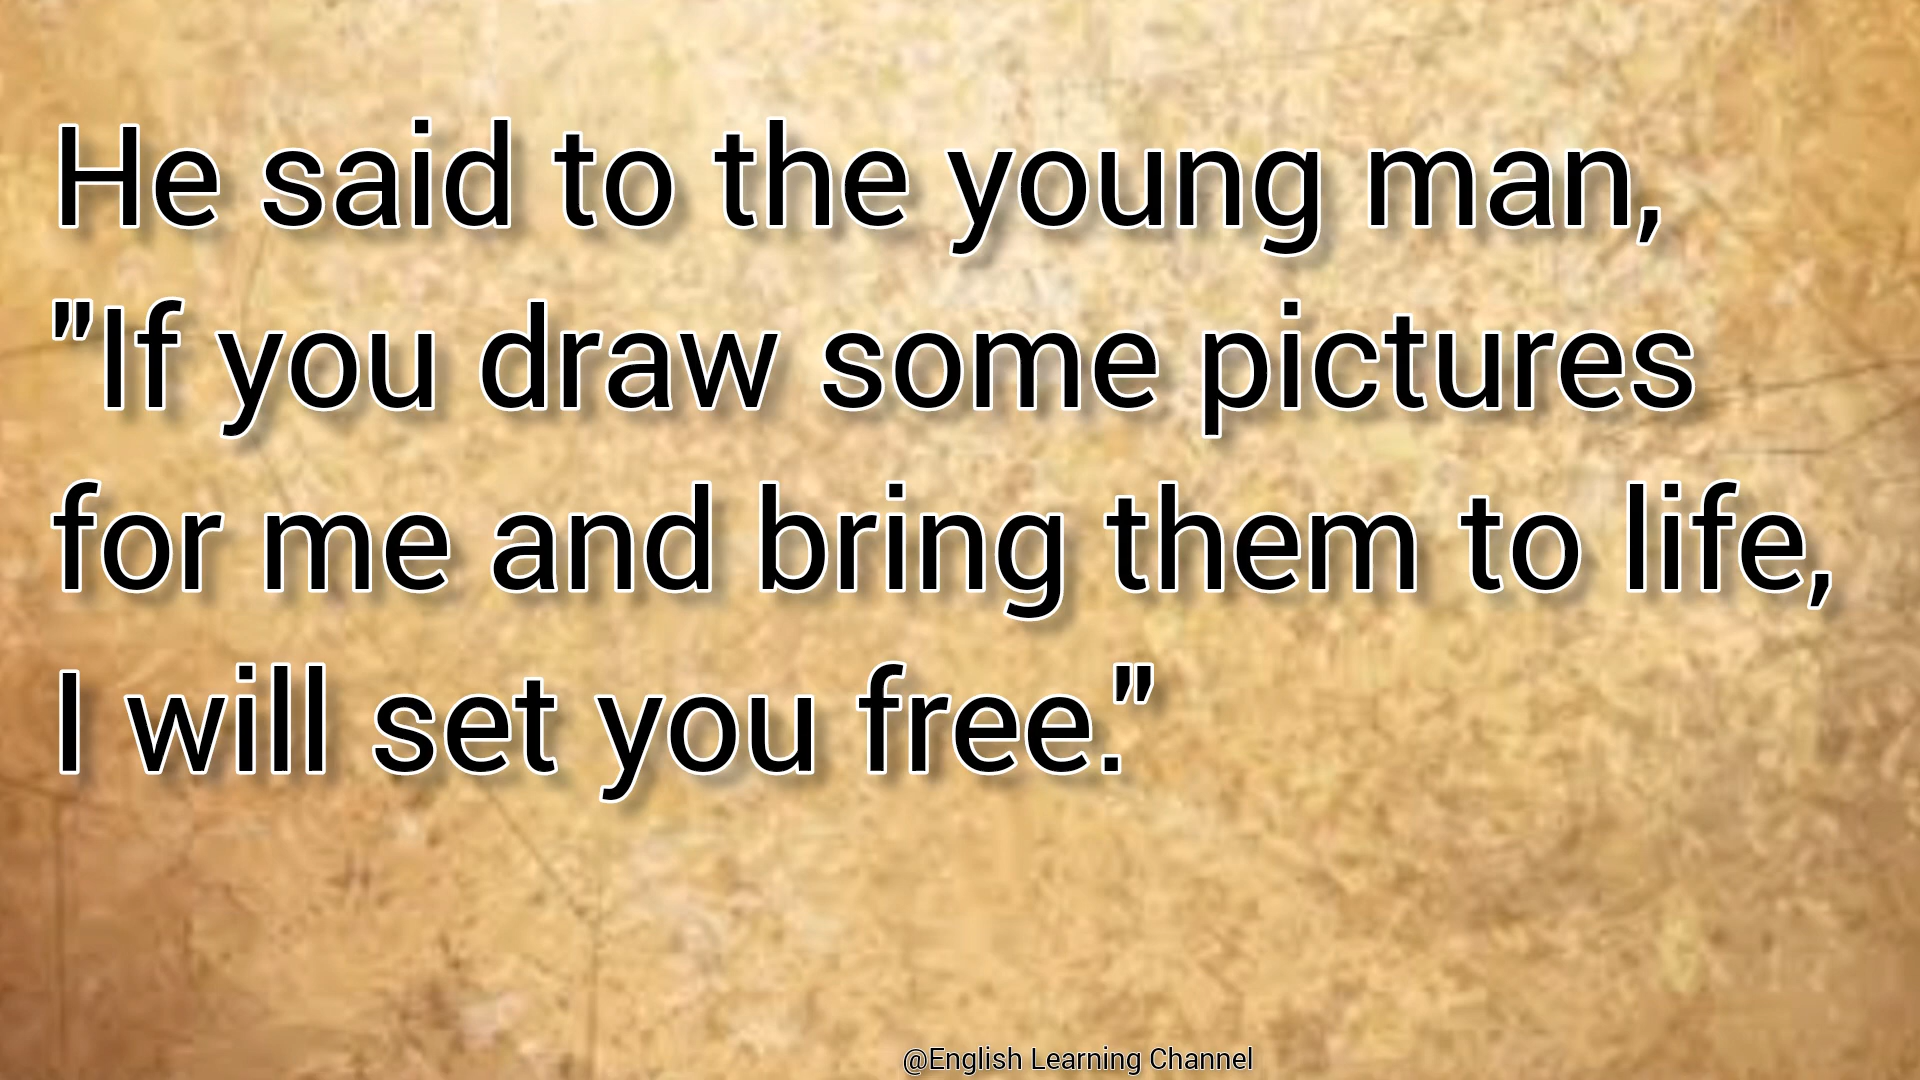 He said to the young man,
"If you draw some pictures
for me and bring them to life,
I will set you free."
@English Learning Channel